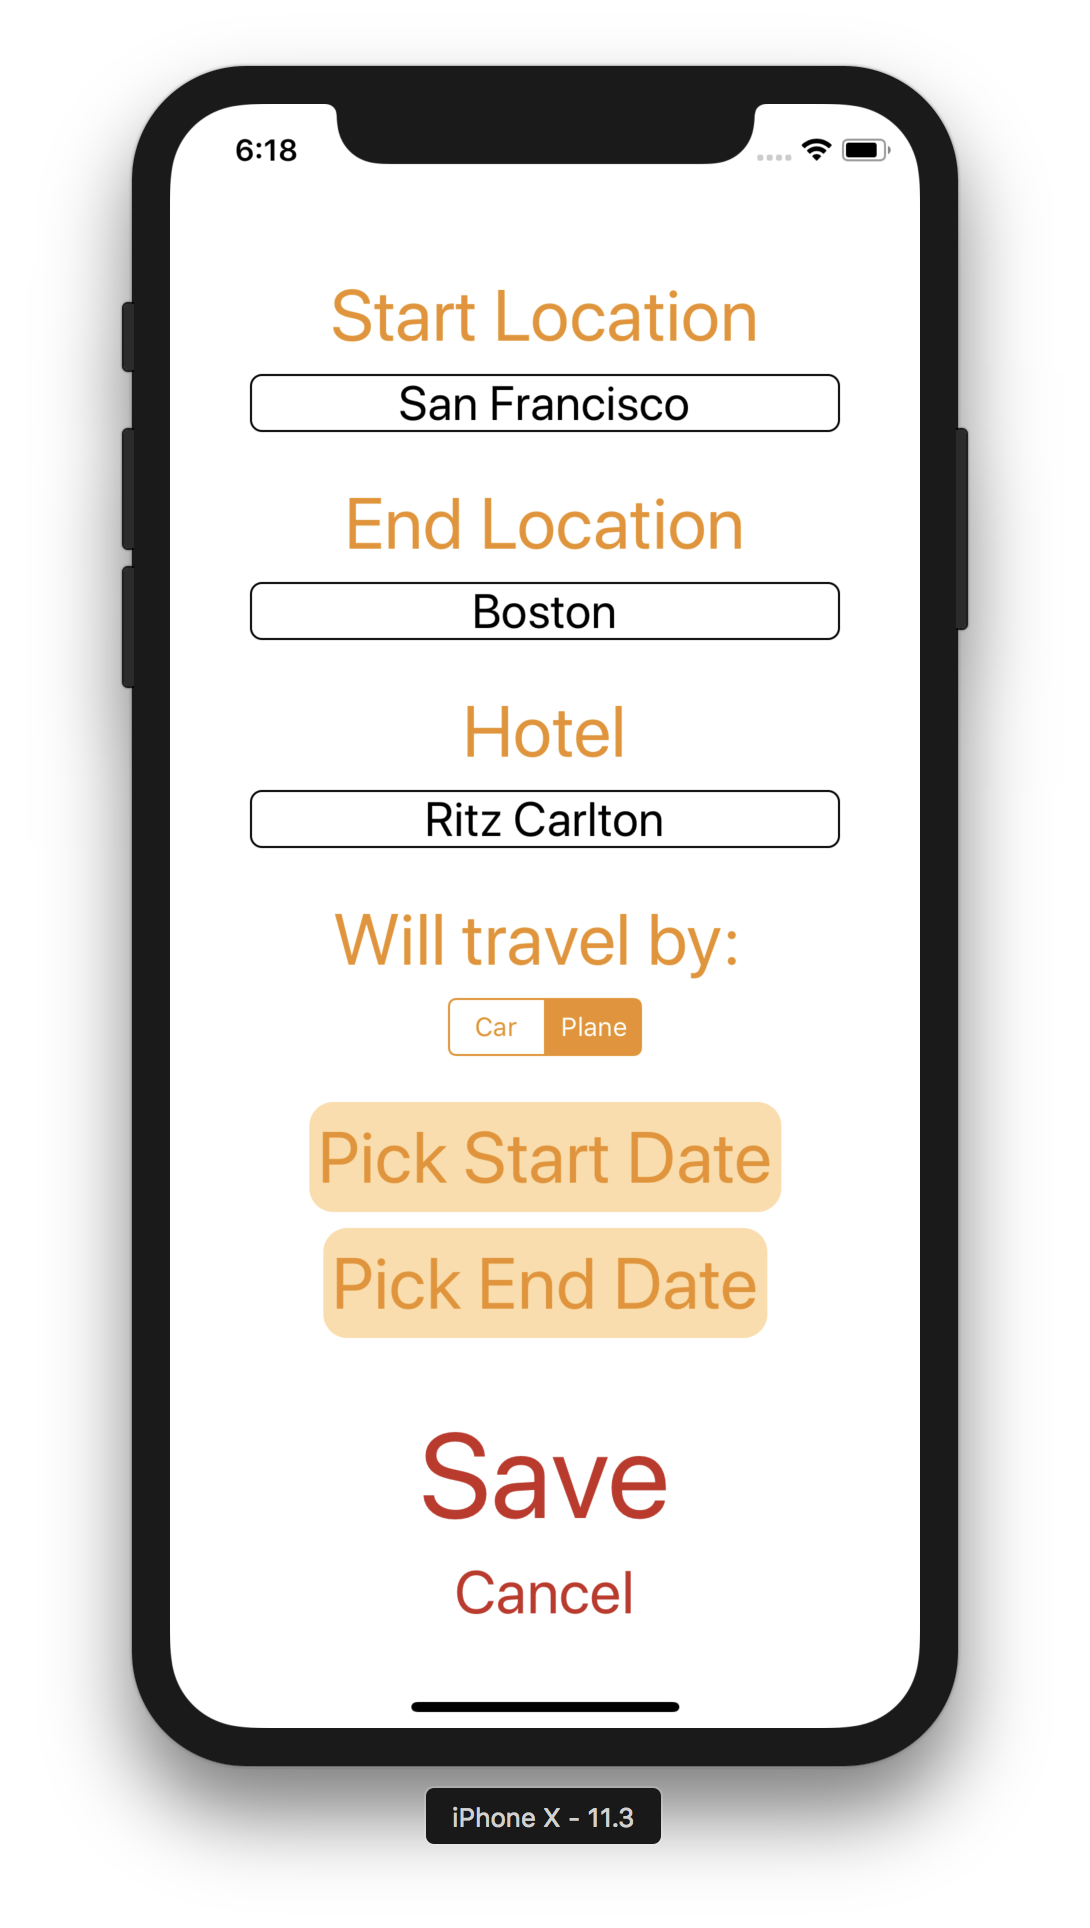 6:18
Start Location
San Francisco
End Location
Boston
Hotel
Ritz Carlton
Will travel by:
Car Plane
Pick Start Date
Pick End Date
Save
Cancel
iPhone X - 11.3